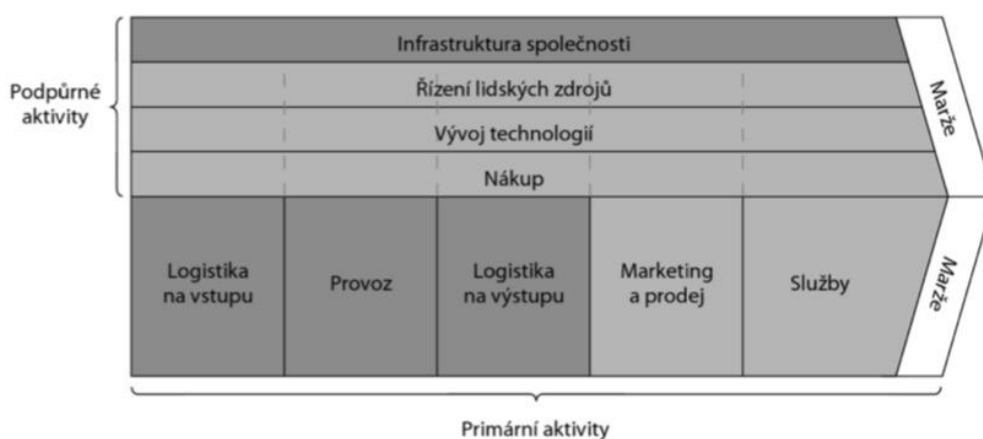 Infrastruktura společnosti
Podpůrné
aktivity
Řízení lidských zdrojů
Vývoj technologií
Nákup
Marže
Logistika
na vstupu
Provoz
Logistika
na výstupu
Marketing
a prodej
Služby
Marže
Primární aktivity